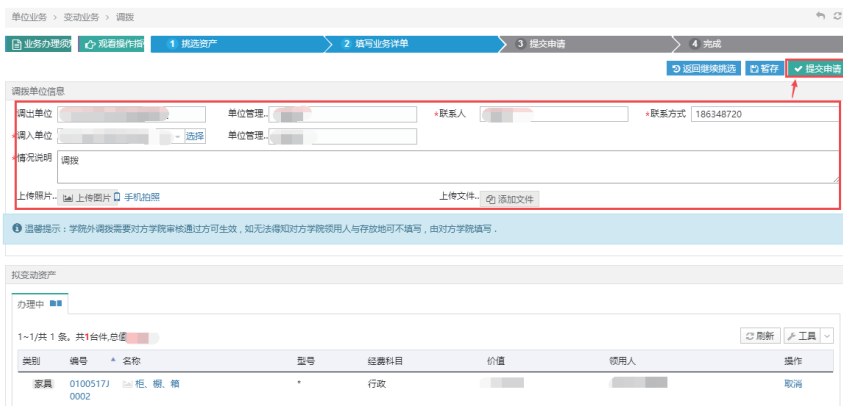 单位业务 > 变动业务 > 调拨
业务办理须 观看操作指 1 挑选资产 2 填写业务详单 3 提交申请 4 完成
返回继续挑选 暂存 提交申请
调拨单位信息
*调出单位 单位管理.. *联系人 *联系方式 186348720
*调入单位 选择 单位管理..
*情况说明 调拨
上传照片.. 上传图片 手机拍照 上传文件.. 添加文件
温馨提示：学院外调拨需要对方学院审核通过方可生效，如无法得知对方学院领用人与存放地可不填写，由对方学院填写．
拟变动资产
办理中
1~1/共 1 条。共1台件,总值 刷新 工具
类别 编号 名称 型号 经费科目 价值 领用人 操作
家具 0100517J 柜、橱、箱 * 行政 取消
0002